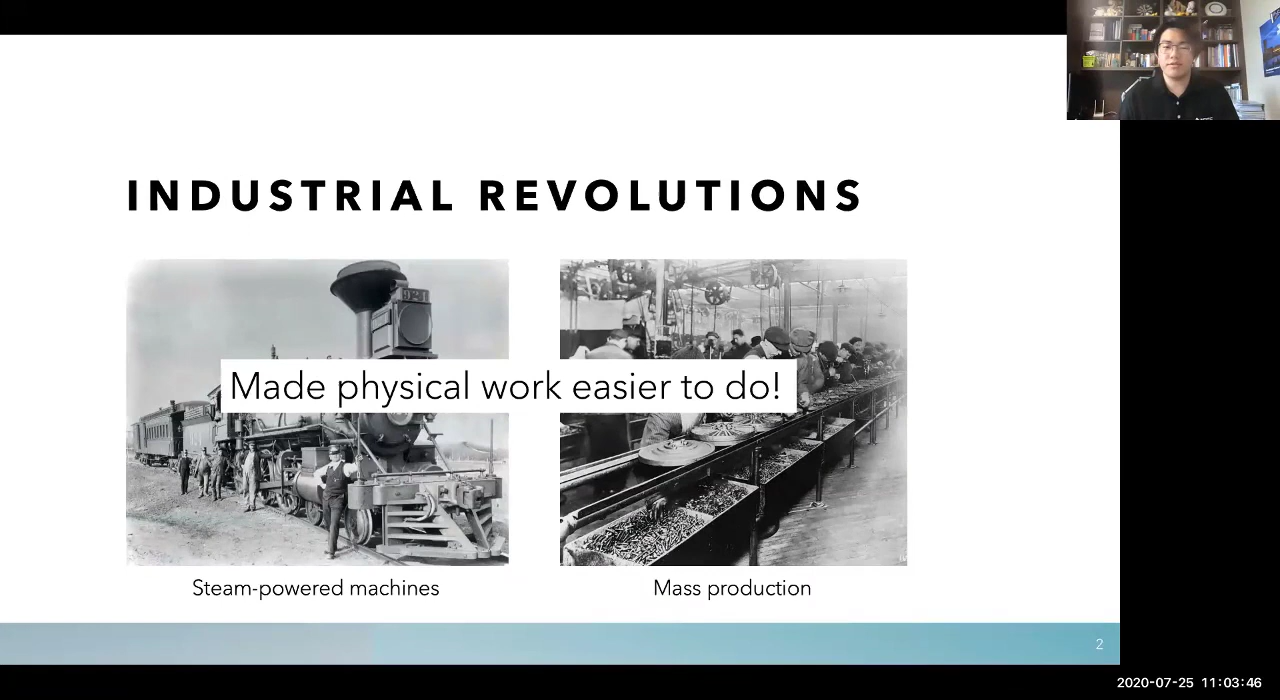 INDUSTRIAL REVOLUTIONS
Made physical work easier to do!
Steam-powered machines
Mass production
2
2020-07-25 11:03:46